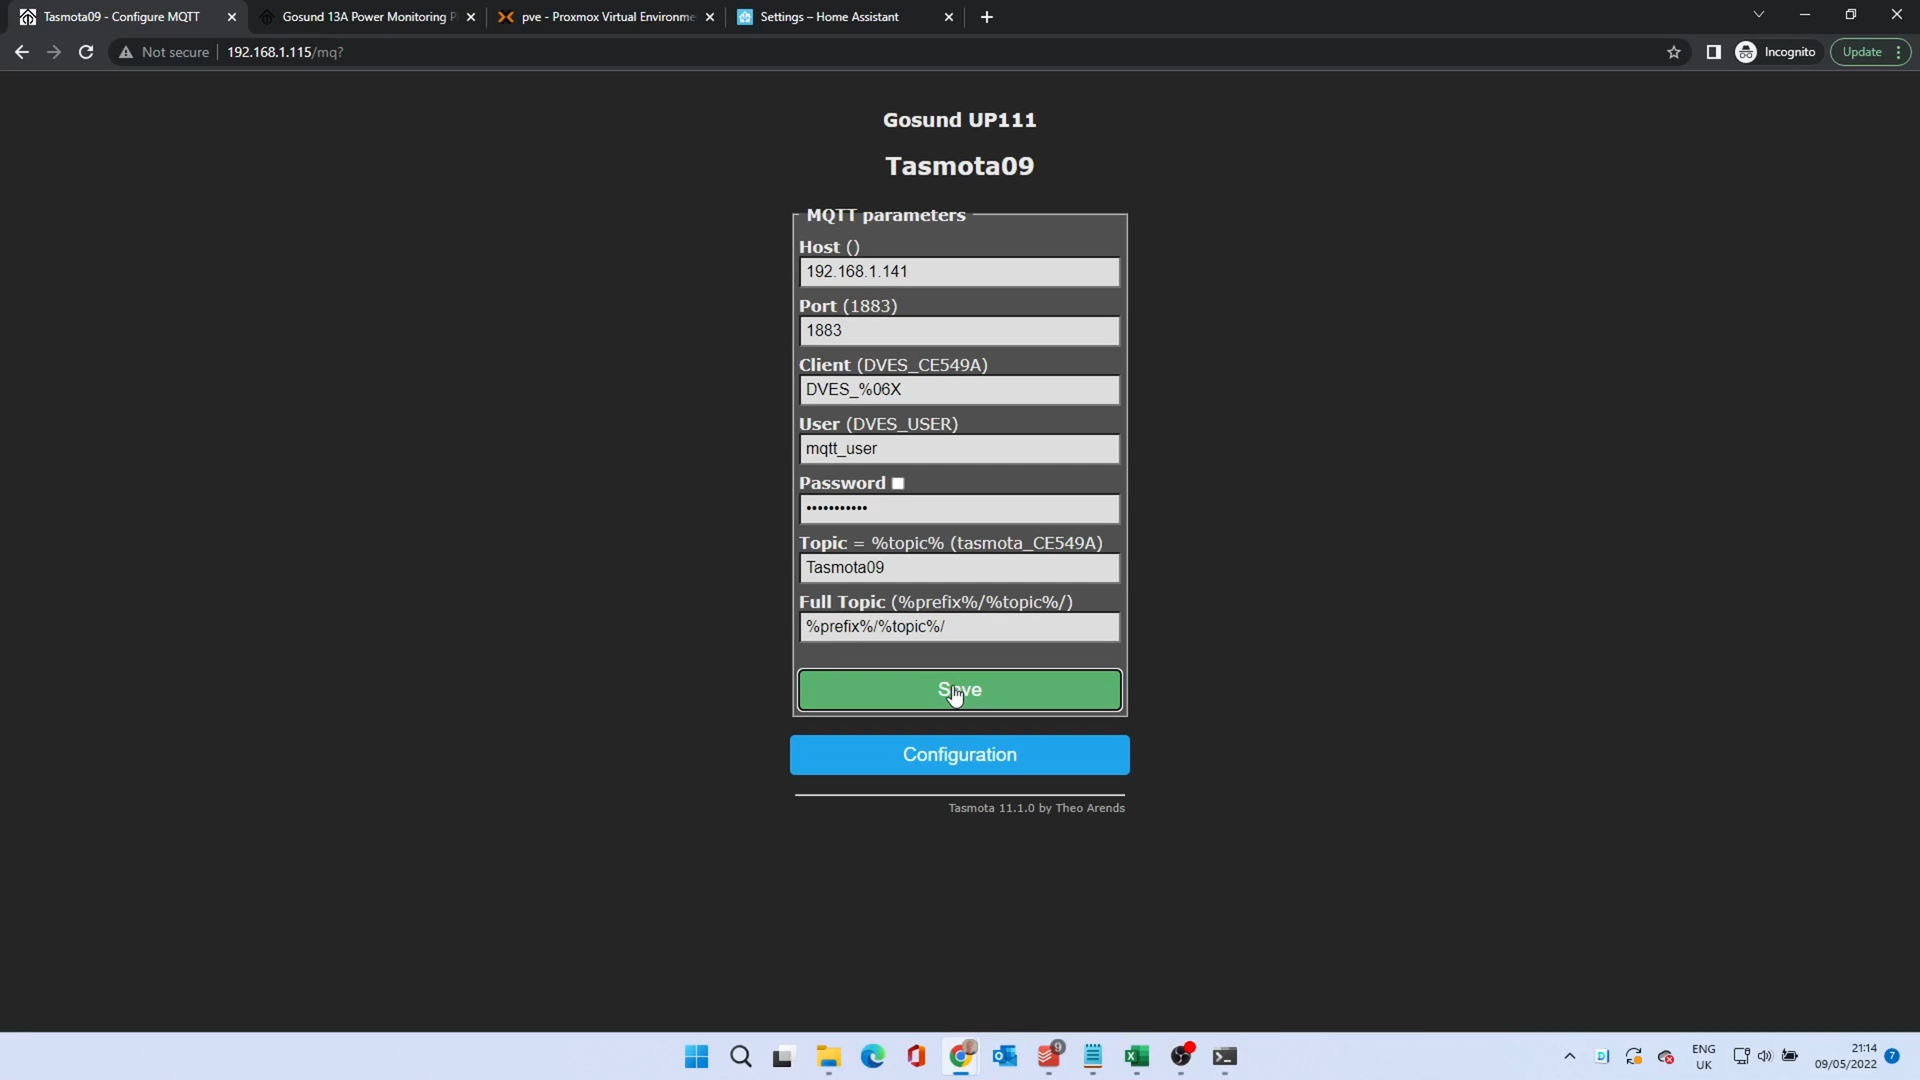 Tasmota09 - Configure MQTT
Gosund 13A Power Monitoring P
pve - Proxmox Virtual Environme
Settings – Home Assistant
Not secure
192.168.1.115/mq?
Incognito
Update
Gosund UP111
Tasmota09
MQTT parameters
Host ()
192.168.1.141
Port (1883)
1883
Client (DVES_CE549A)
DVES_%06X
User (DVES_USER)
mqtt_user
Password
•••••••••••
Topic = %topic% (tasmota_CE549A)
Tasmota09
Full Topic (%prefix%/%topic%/)
%prefix%/%topic%/
Save
Configuration
Tasmota 11.1.0 by Theo Arends
9
ENG
UK
21:14
09/05/2022
7